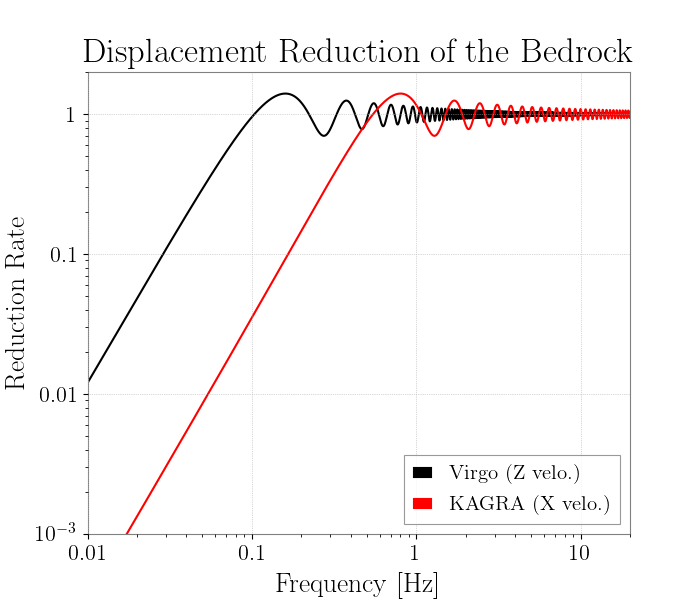 Displacement Reduction of the Bedrock
Reduction Rate
1
0.1
0.01
10⁻³
0.01 0.1 1 10
Frequency [Hz]
Virgo (Z velo.)
KAGRA (X velo.)